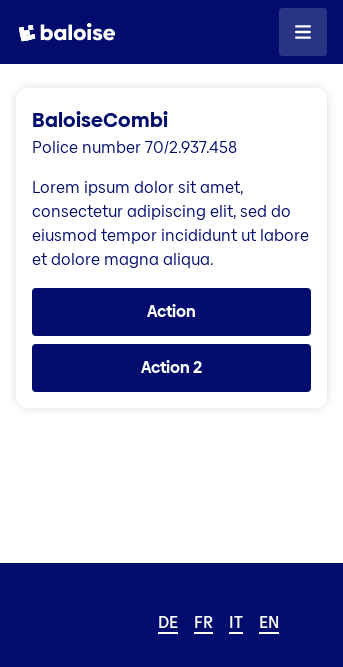 baloise
BaloiseCombi
Police number 70/2.937.458
Lorem ipsum dolor sit amet,
consectetur adipiscing elit, sed do
eiusmod tempor incididunt ut labore
et dolore magna aliqua.
Action
Action 2
DE FR IT EN